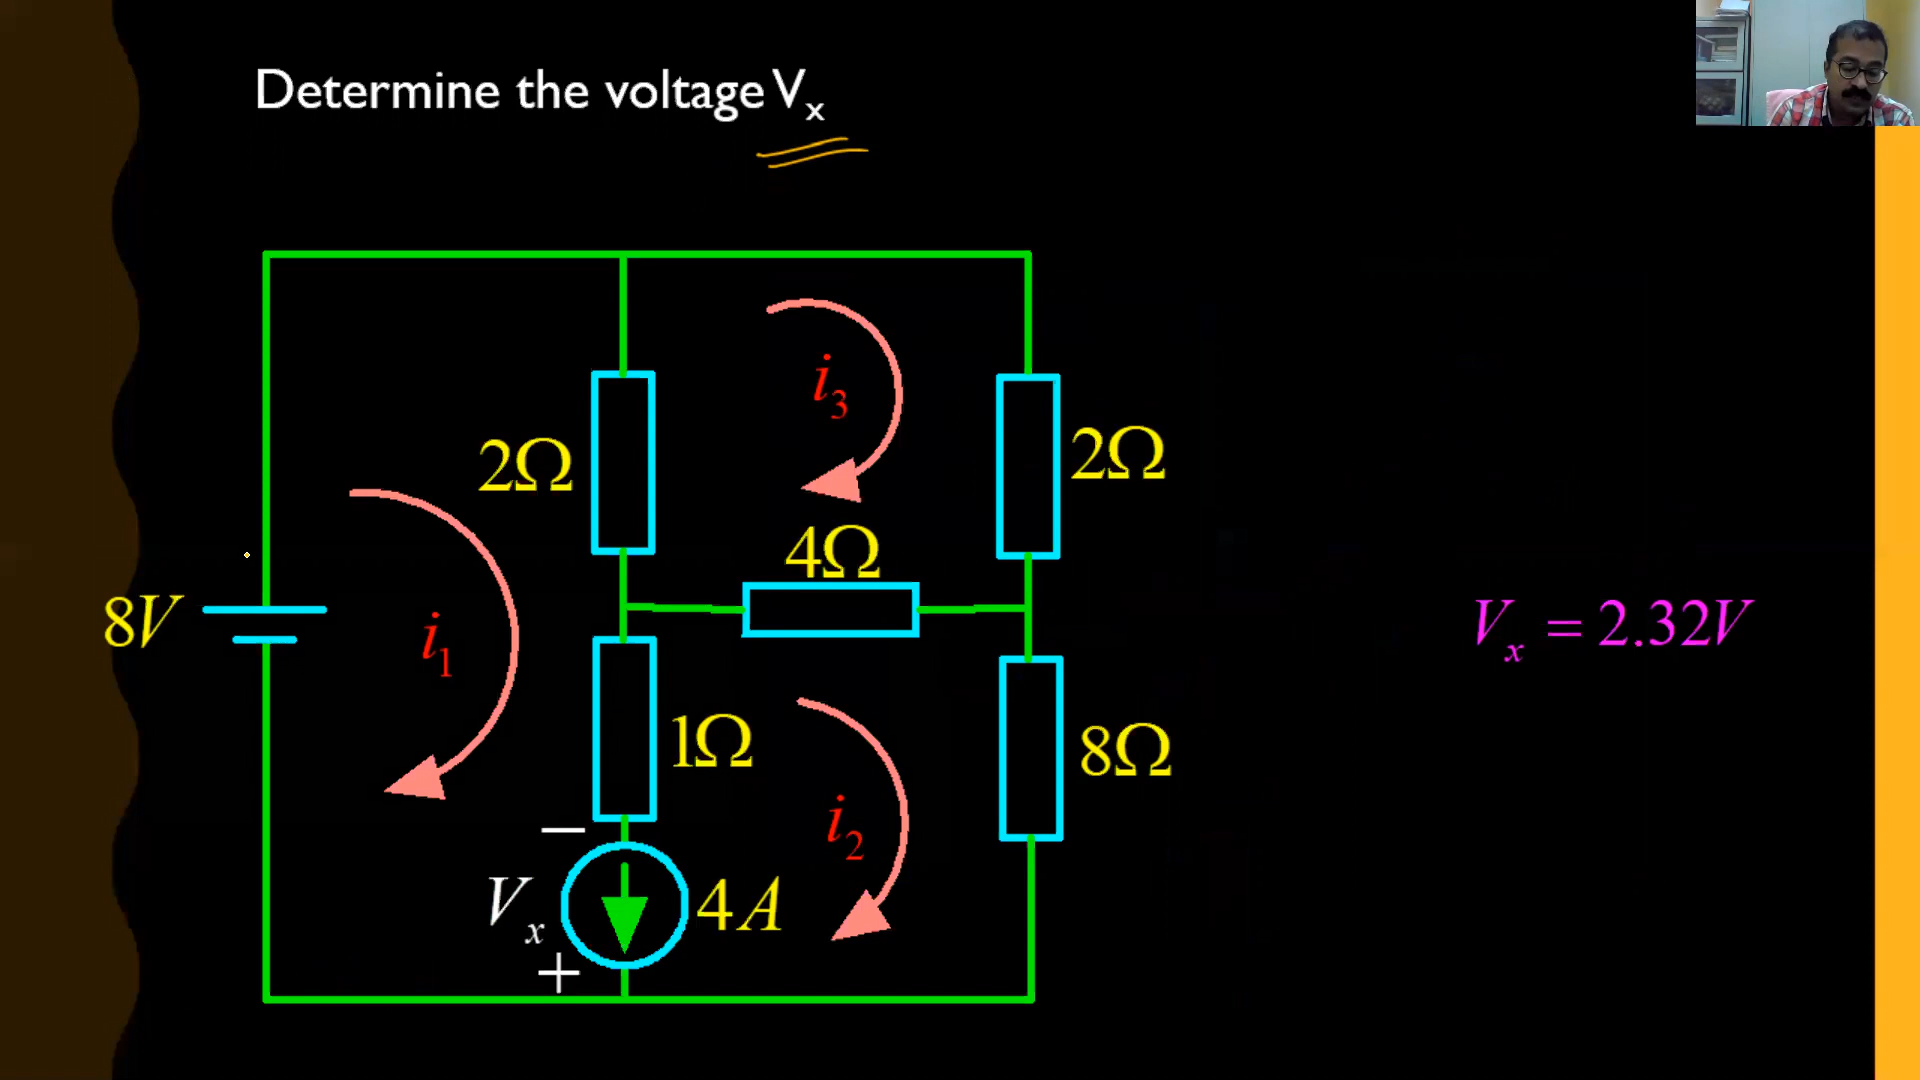 Determine the voltage Vₓ
i₃
2Ω
2Ω
4Ω
8V
i₁
Vₓ = 2.32V
1Ω
8Ω
i₂
−
Vₓ
4A
+